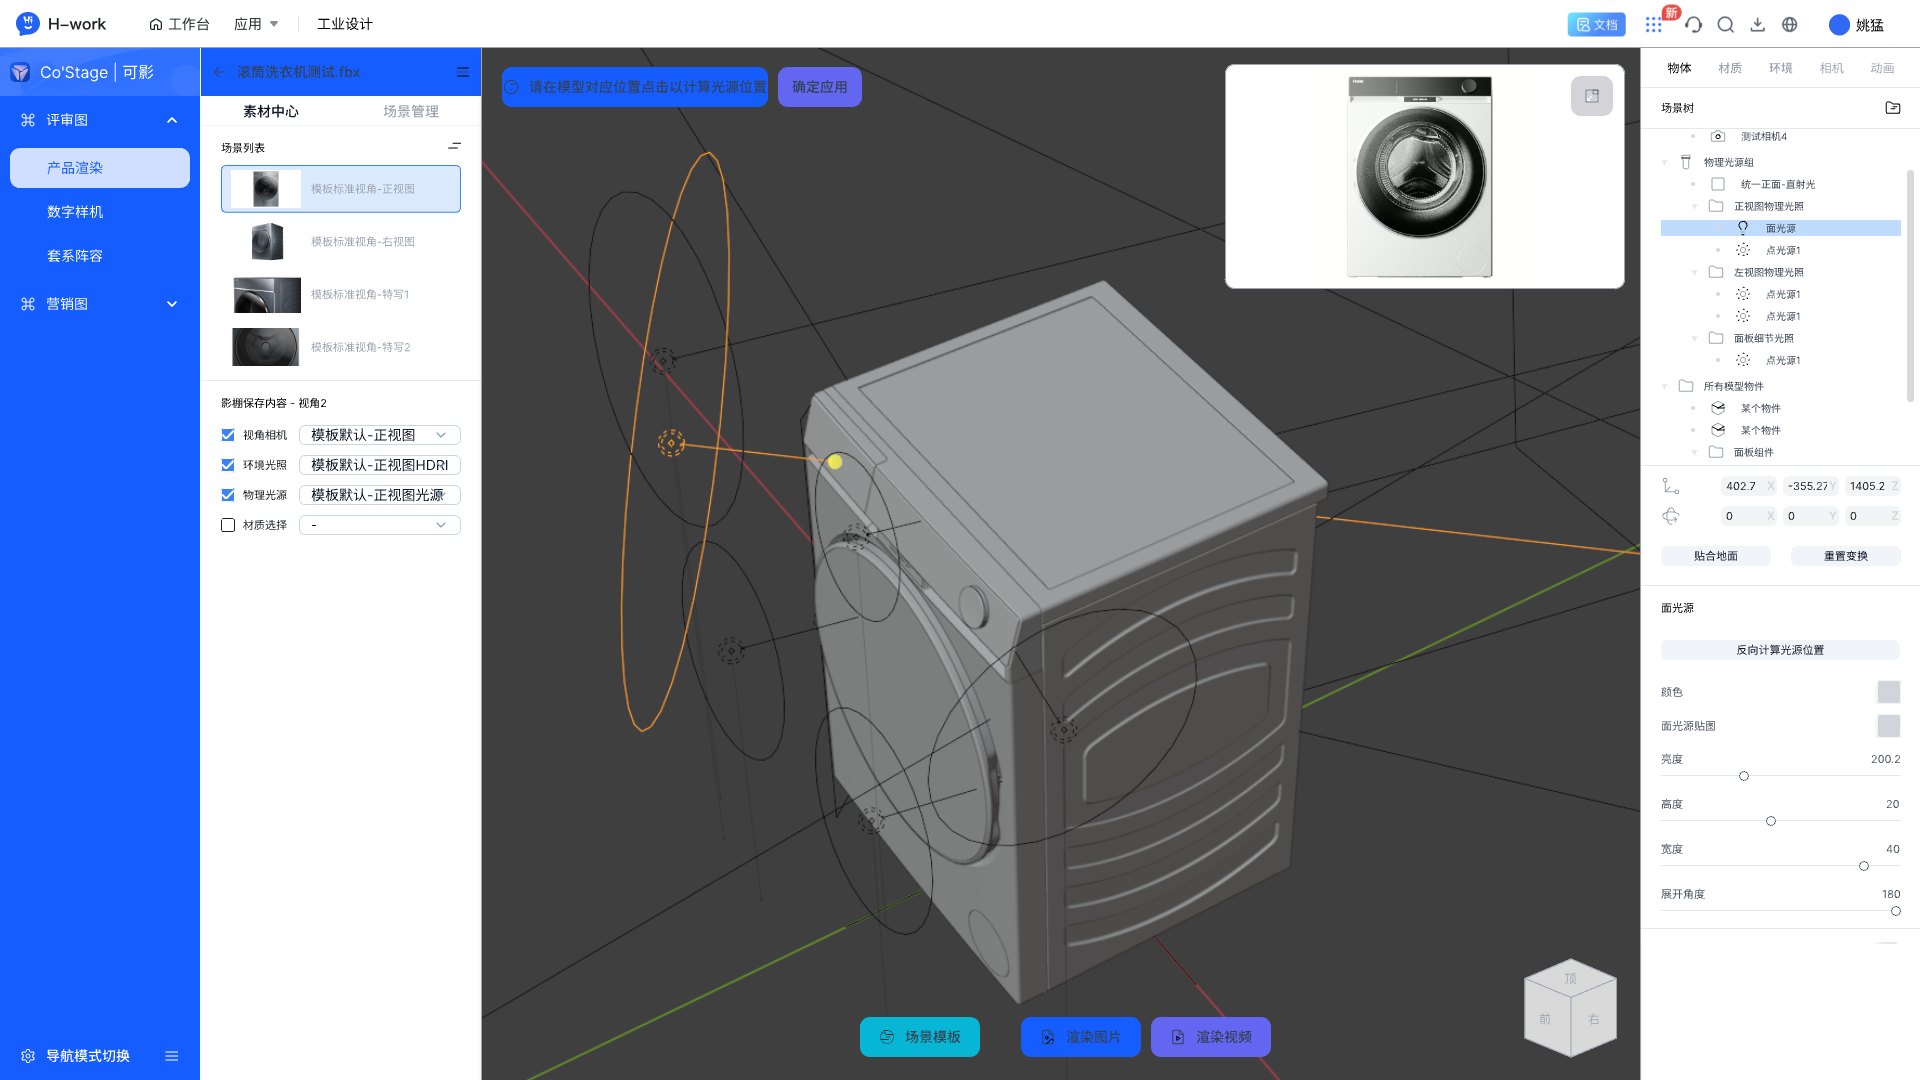 H-work
工作台
应用
工业设计
文档
新
姚猛
Co'Stage | 可影
评审图
产品渲染
数字样机
套系阵容
营销图
导航模式切换
滚筒洗衣机测试.fbx
素材中心
场景管理
场景列表
模板标准视角-正视图
模板标准视角-右视图
模板标准视角-特写1
模板标准视角-特写2
影棚保存内容 - 视角2
视角相机
模板默认-正视图
环境光照
模板默认-正视图HDRI
物理光源
模板默认-正视图光源
材质选择
-
请在模型对应位置点击以计算光源位置
确定应用
Haier
场景模板
渲染图片
渲染视频
顶
前
右
物体
材质
环境
相机
动画
场景树
测试相机4
物理光源组
统一正面-直射光
正视图物理光照
面光源
点光源1
左视图物理光照
点光源1
点光源1
面板细节光照
点光源1
所有模型物件
某个物件
某个物件
面板组件
402.7 X
-355.27 Y
1405.2 Z
0 X
0 Y
0 Z
贴合地面
重置变换
面光源
反向计算光源位置
颜色
面光源贴图
亮度
200.2
高度
20
宽度
40
展开角度
180